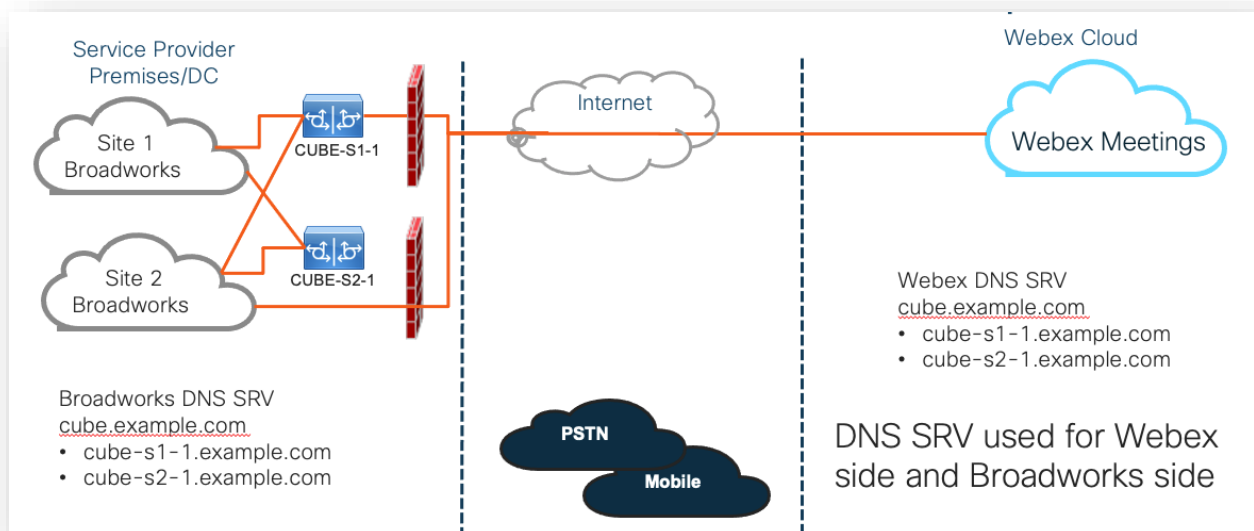 Service Provider
Premises/DC
Site 1
Broadworks
CUBE-S1-1
Site 2
Broadworks
CUBE-S2-1
Internet
Webex Cloud
Webex Meetings
Broadworks DNS SRV
cube.example.com
• cube-s1-1.example.com
• cube-s2-1.example.com
PSTN
Mobile
Webex DNS SRV
cube.example.com
• cube-s1-1.example.com
• cube-s2-1.example.com
DNS SRV used for Webex
side and Broadworks side